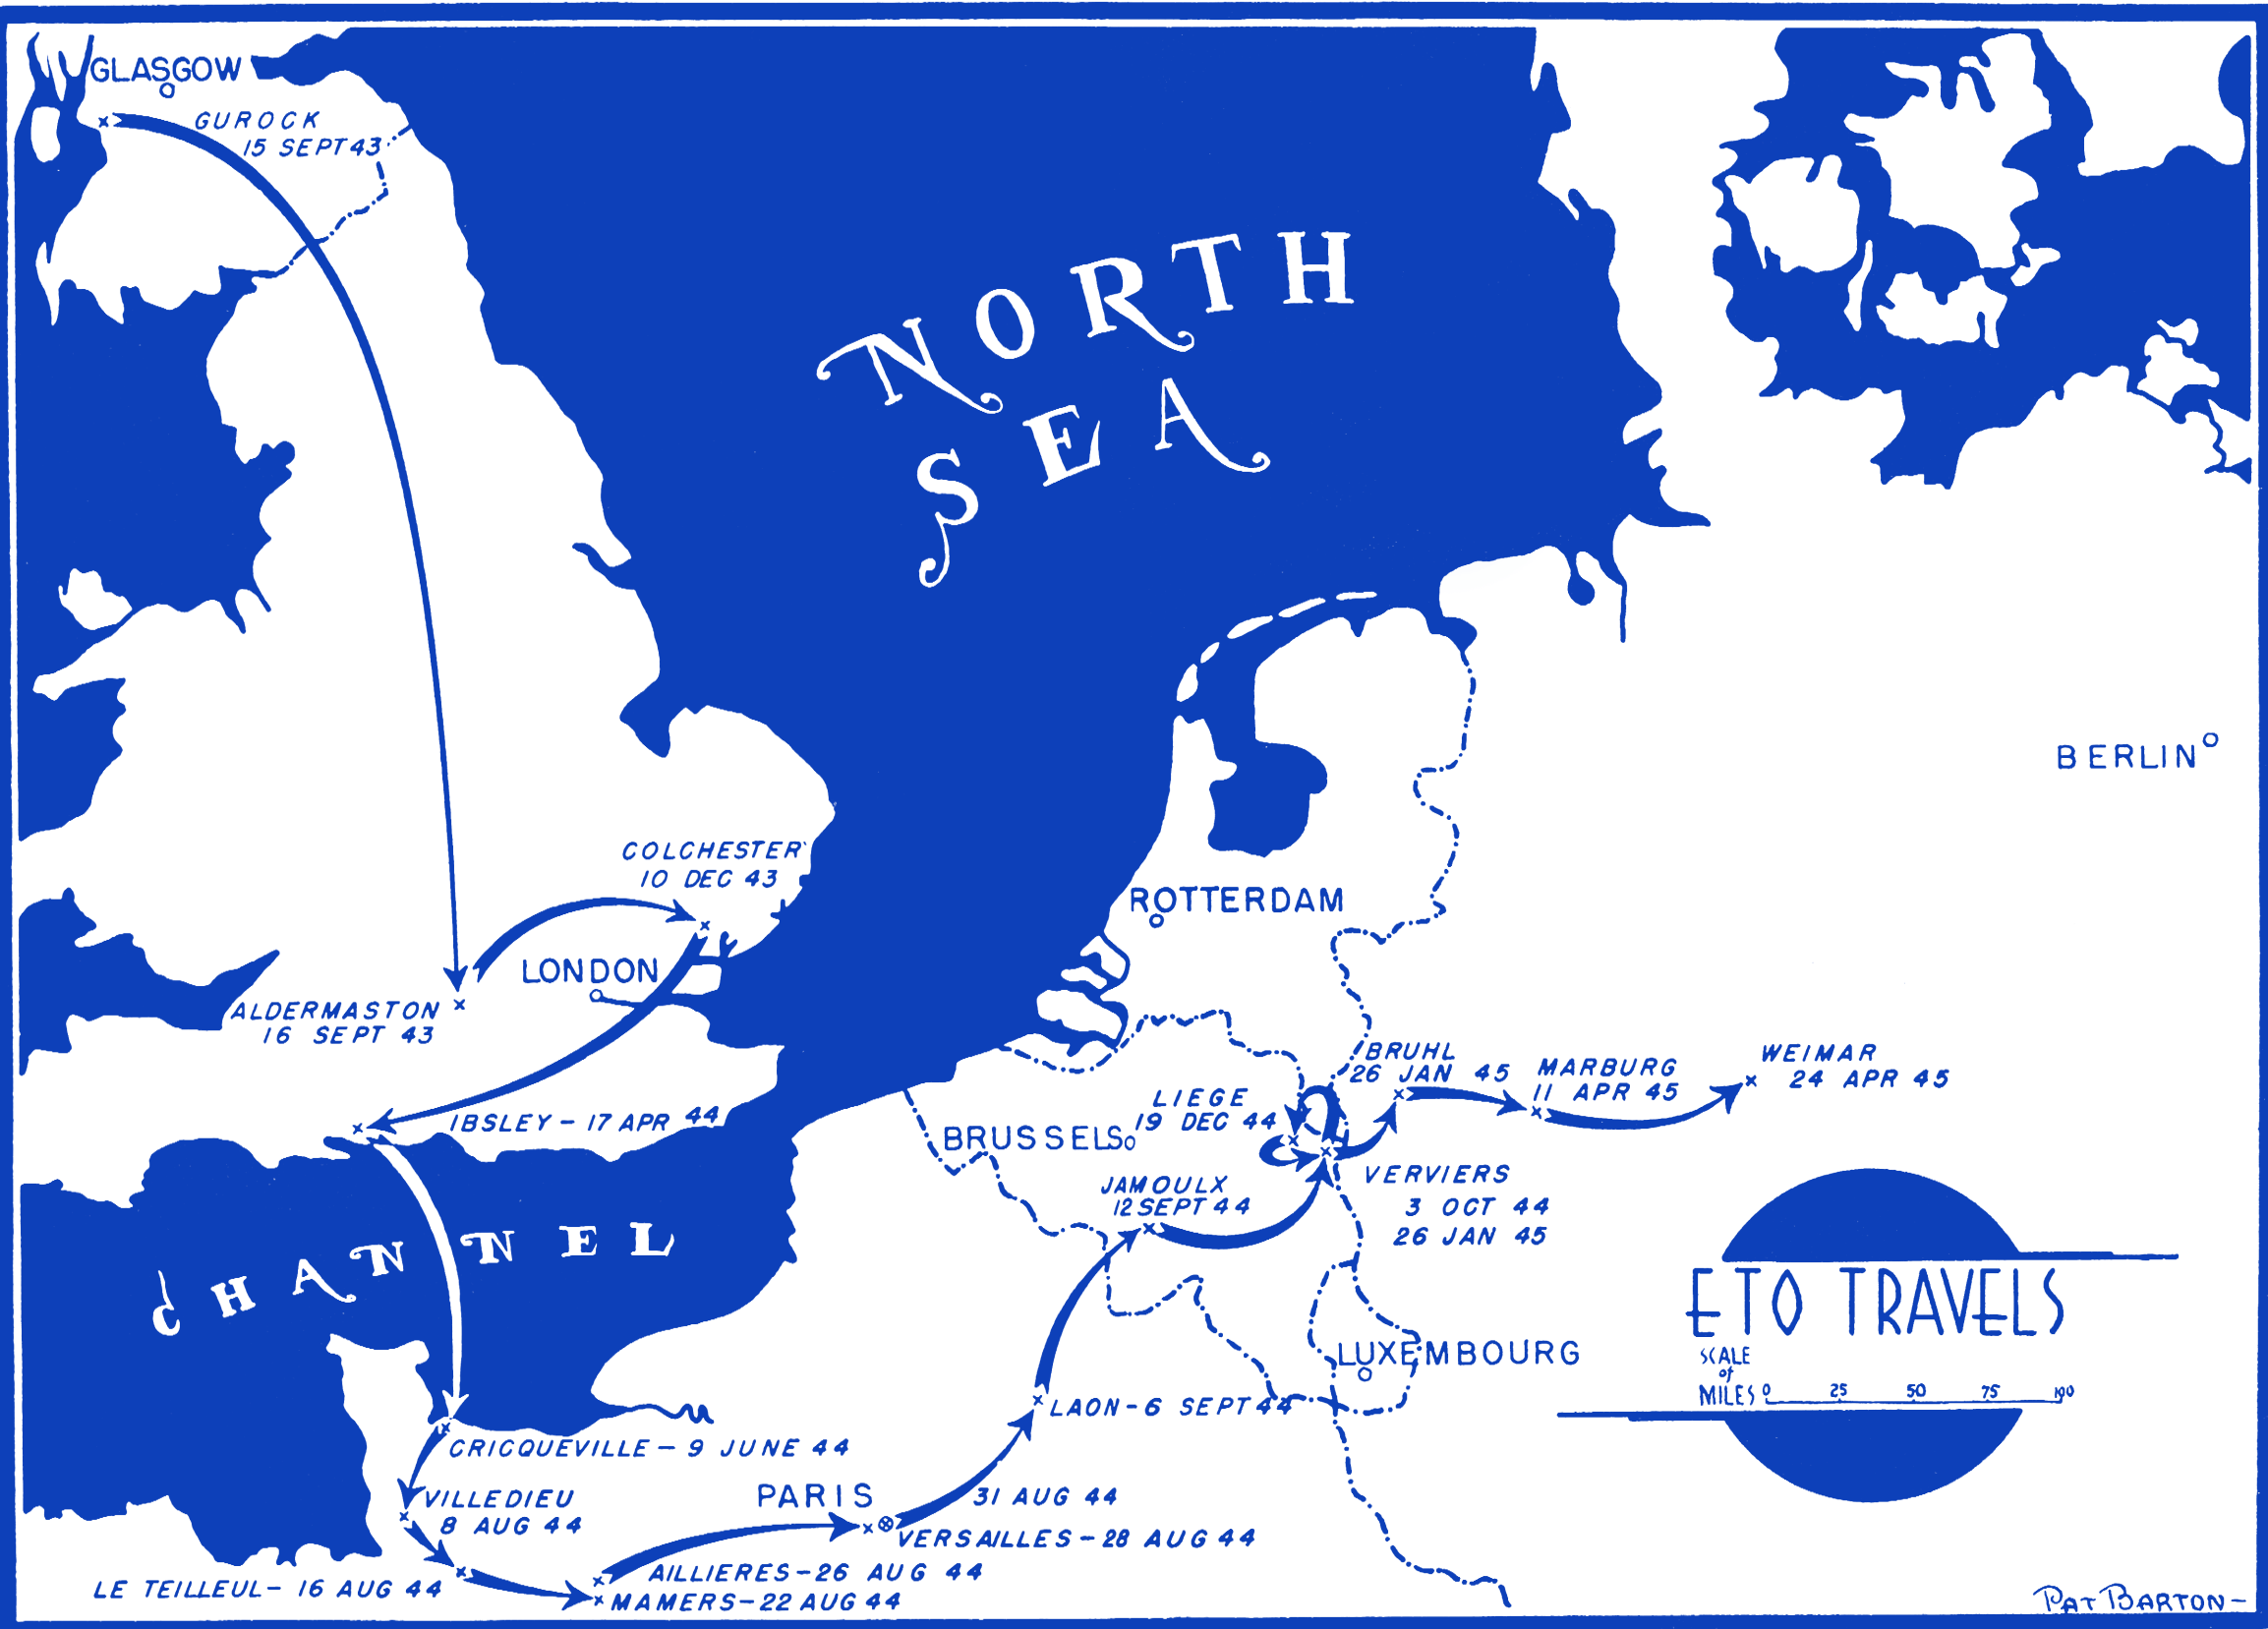 GLASGOW
GUROCK
15 SEPT 43
NORTH
SEA
BERLIN
COLCHESTER
10 DEC 43
ROTTERDAM
LONDON
ALDERMASTON
16 SEPT 43
BRUHL
26 JAN 45
MARBURG
11 APR 45
WEIMAR
24 APR 45
LIEGE
19 DEC 44
IBSLEY - 17 APR 44
BRUSSELS
JAMOULX
12 SEPT 44
VERVIERS
3 OCT 44
26 JAN 45
CHANNEL
ETO TRAVELS
SCALE
of
MILES 0 25 50 75 100
LUXEMBOURG
LAON - 6 SEPT 44
CRICQUEVILLE - 9 JUNE 44
VILLEDIEU
8 AUG 44
PARIS
31 AUG 44
VERSAILLES - 28 AUG 44
AILLIERES - 26 AUG 44
LE TEILLEUL - 16 AUG 44
MAMERS - 22 AUG 44
PAT BARTON -